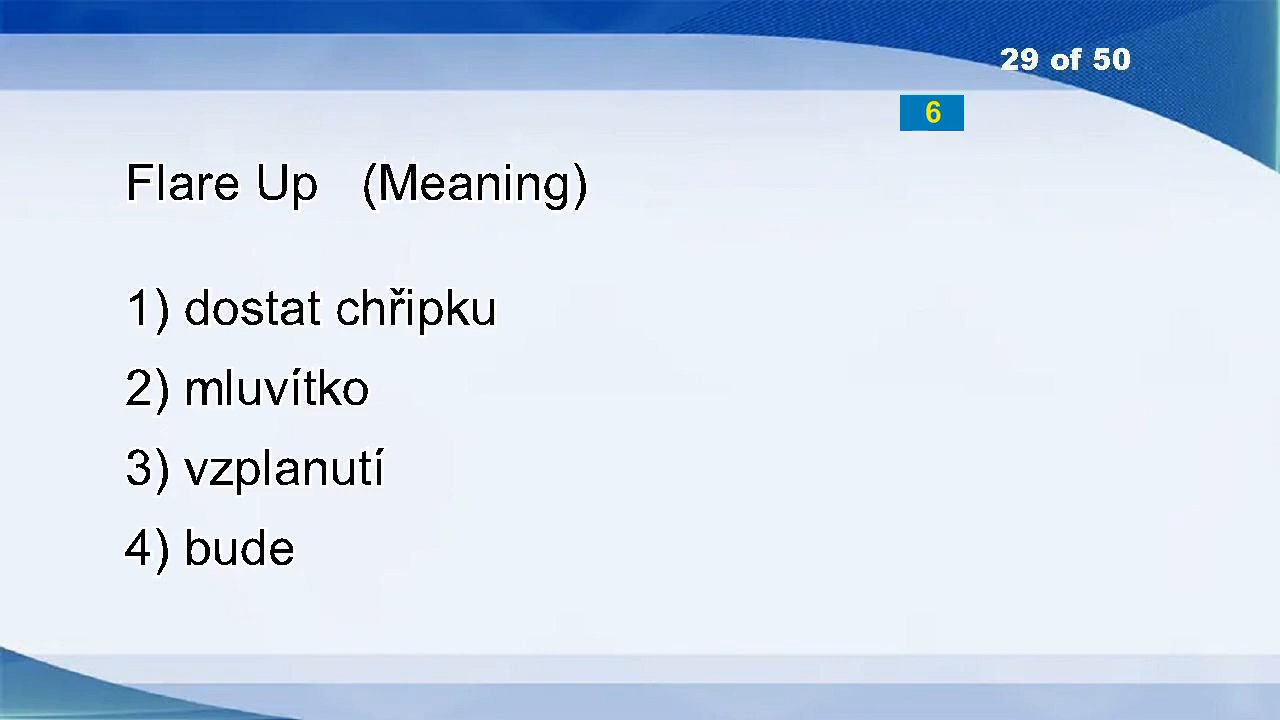 29 of 50
6
Flare Up (Meaning)
1) dostat chřipku
2) mluvítko
3) vzplanutí
4) bude